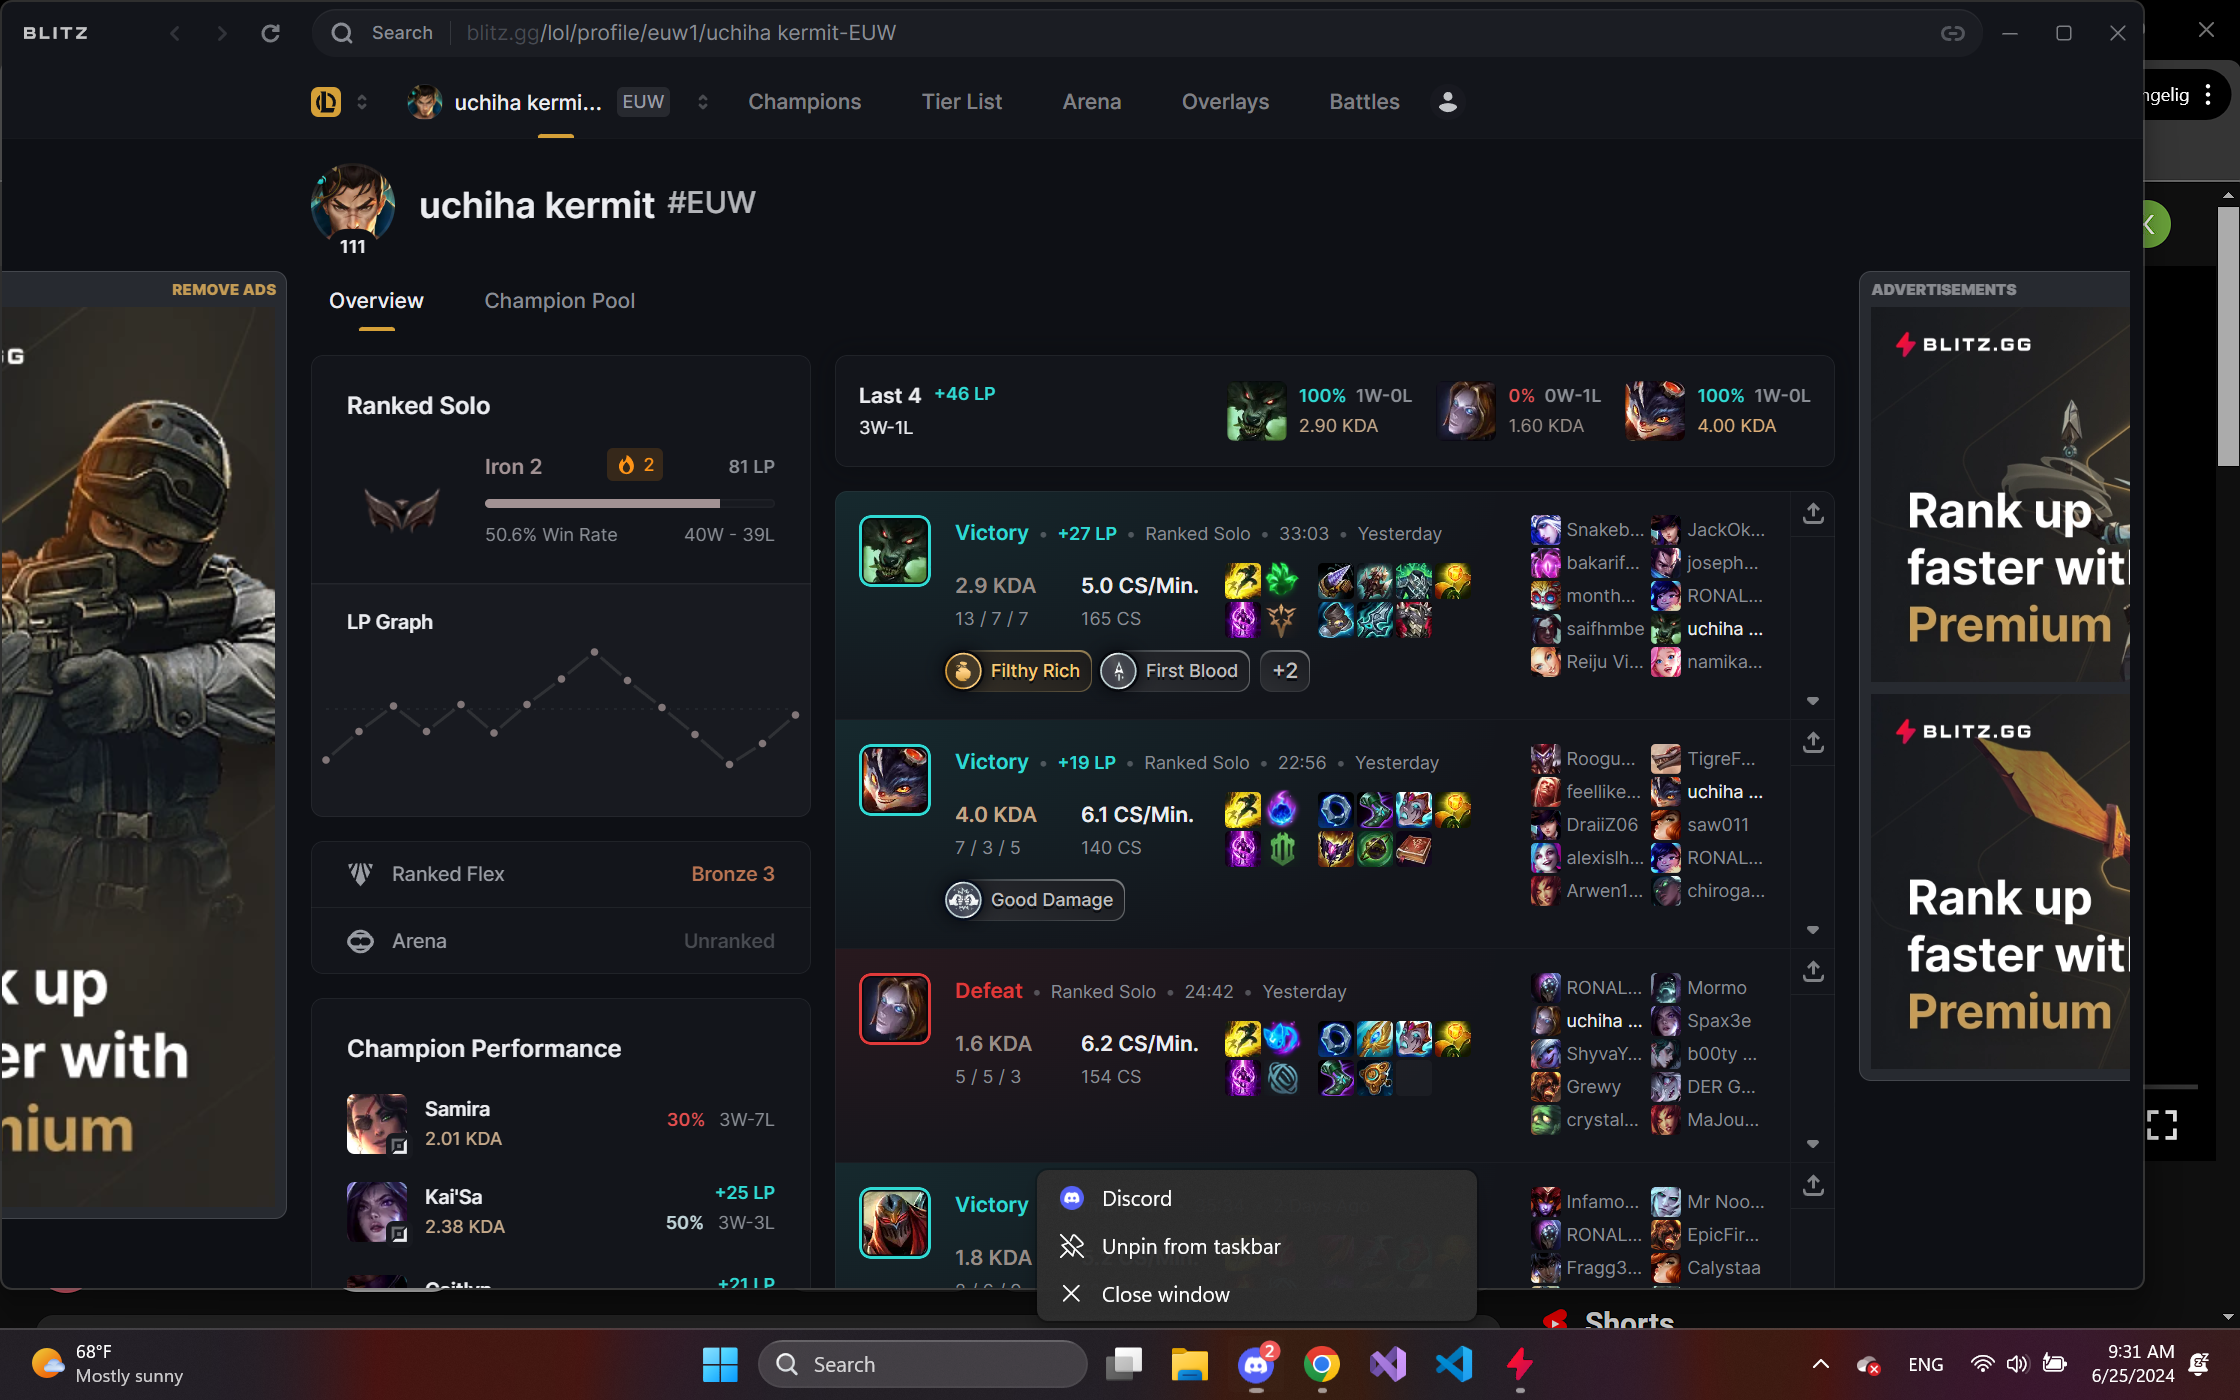 BLITZ
Search
blitz.gg/lol/profile/euw1/uchiha kermit-EUW
ngelig
uchiha kermi...
EUW
Champions
Tier List
Arena
Overlays
Battles
111
uchiha kermit #EUW
Overview
Champion Pool
REMOVE ADS
GG
k up
er with
mium
Ranked Solo
Iron 2
2
81 LP
50.6% Win Rate
40W - 39L
LP Graph
Ranked Flex
Bronze 3
Arena
Unranked
Champion Performance
Samira
2.01 KDA
30% 3W-7L
Kai'Sa
2.38 KDA
+25 LP
50% 3W-3L
Caitlyn
+21 LP
Last 4 +46 LP
3W-1L
100% 1W-0L
2.90 KDA
0% 0W-1L
1.60 KDA
100% 1W-0L
4.00 KDA
Victory • +27 LP • Ranked Solo • 33:03 • Yesterday
2.9 KDA
13 / 7 / 7
5.0 CS/Min.
165 CS
Filthy Rich
First Blood
+2
Snakeb...
JackOk...
bakarif...
joseph...
month...
RONAL...
saifhmbe
uchiha ...
Reiju Vi...
namika...
Victory • +19 LP • Ranked Solo • 22:56 • Yesterday
4.0 KDA
7 / 3 / 5
6.1 CS/Min.
140 CS
Good Damage
Roogu...
TigreF...
feellike...
uchiha ...
DraiiZ06
saw011
alexislh...
RONAL...
Arwen1...
chiroga...
Defeat • Ranked Solo • 24:42 • Yesterday
1.6 KDA
5 / 5 / 3
6.2 CS/Min.
154 CS
RONAL...
Mormo
uchiha ...
Spax3e
ShyvaY...
b00ty ...
Grewy
DER G...
crystal...
MaJou...
Victory
1.8 KDA
Infamo...
Mr Noo...
RONAL...
EpicFir...
Fragg3...
Calystaa
Discord
Unpin from taskbar
Close window
ADVERTISEMENTS
BLITZ.GG
Rank up
faster with
Premium
BLITZ.GG
Rank up
faster with
Premium
K
Shorts
68°F
Mostly sunny
Search
2
ENG
9:31 AM
6/25/2024